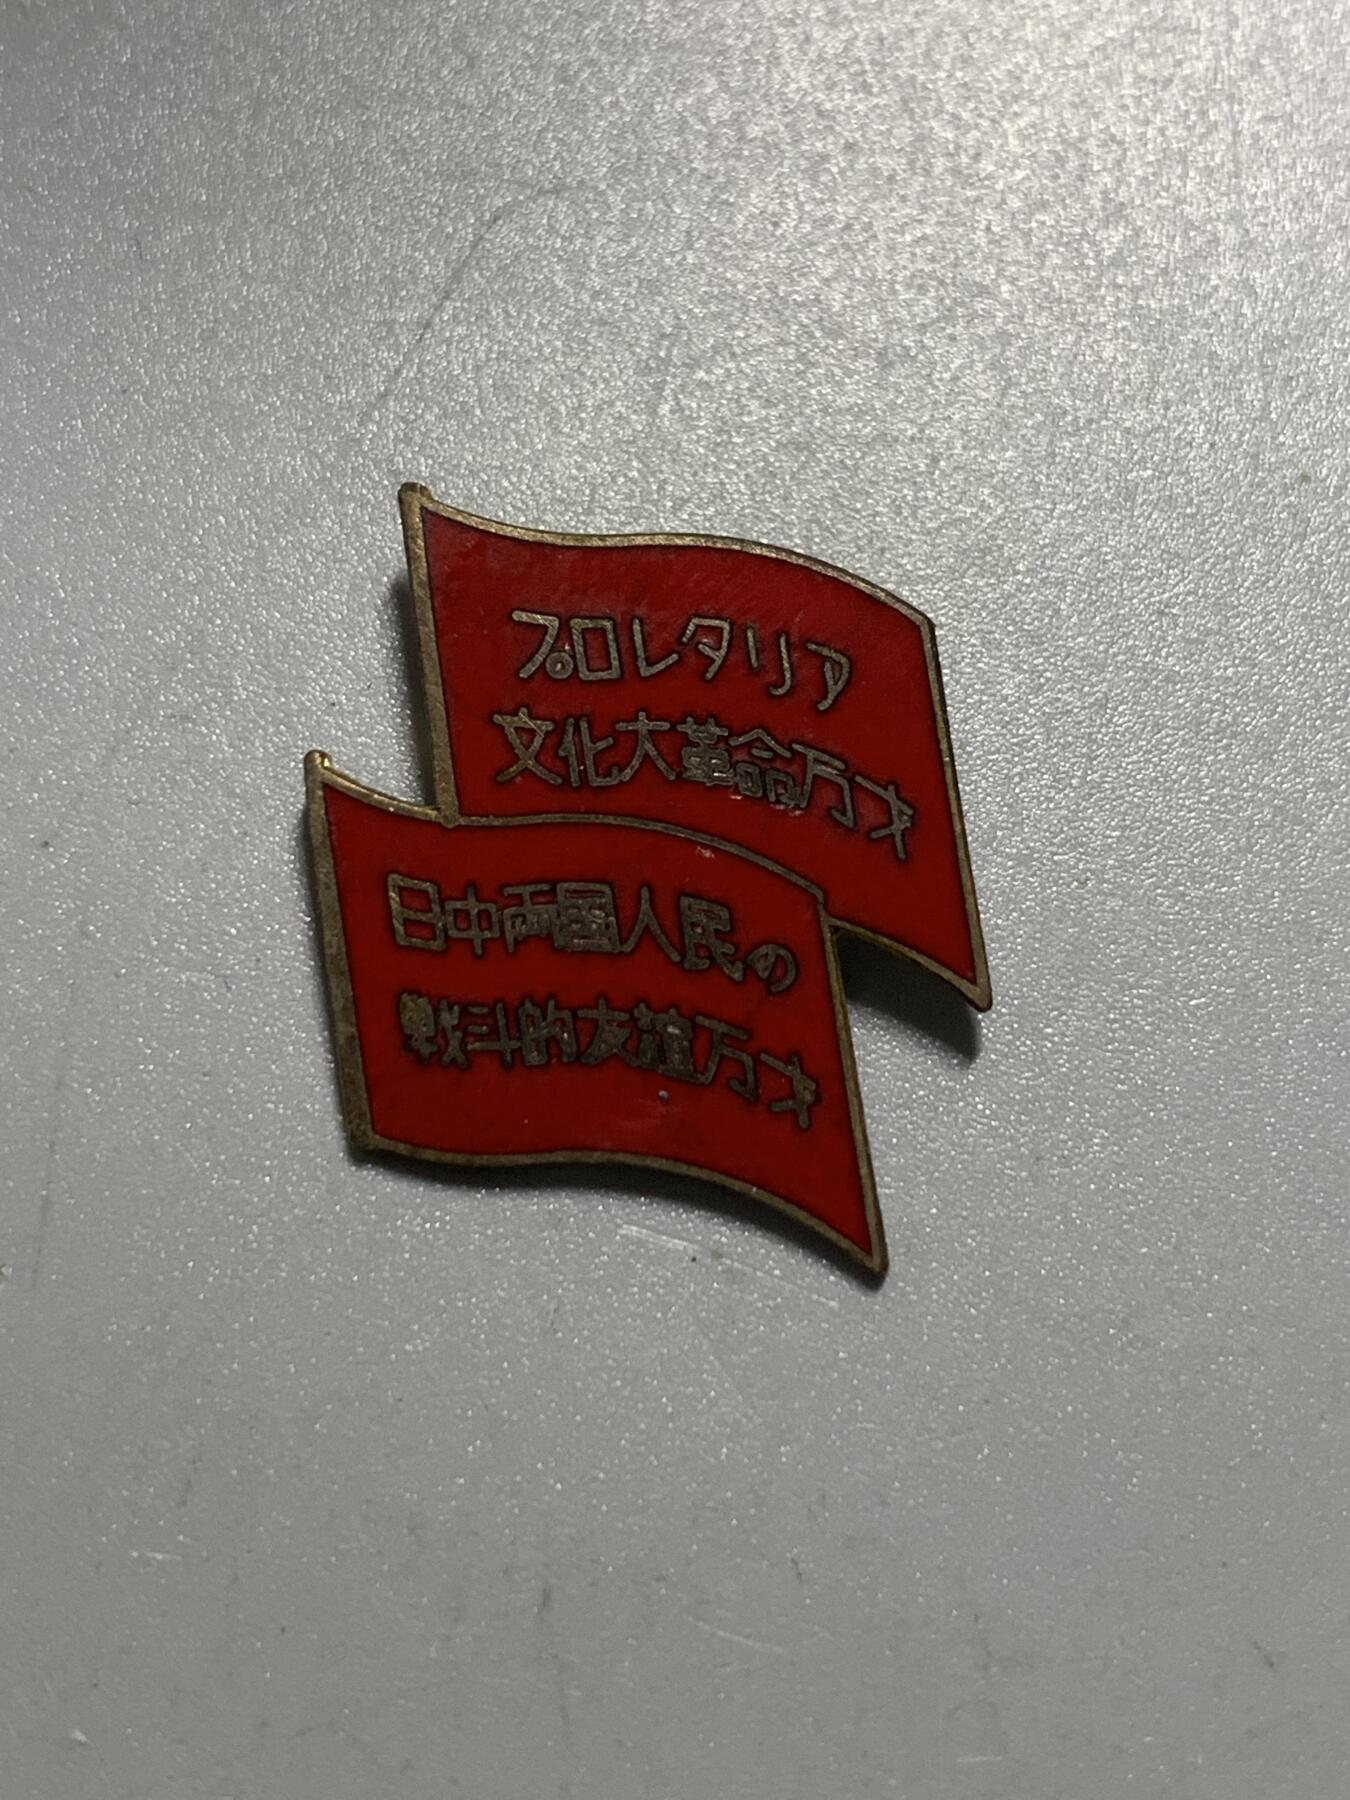 プロレタリア
文化大革命万才
日中両国人民の
戦斗的友誼万才